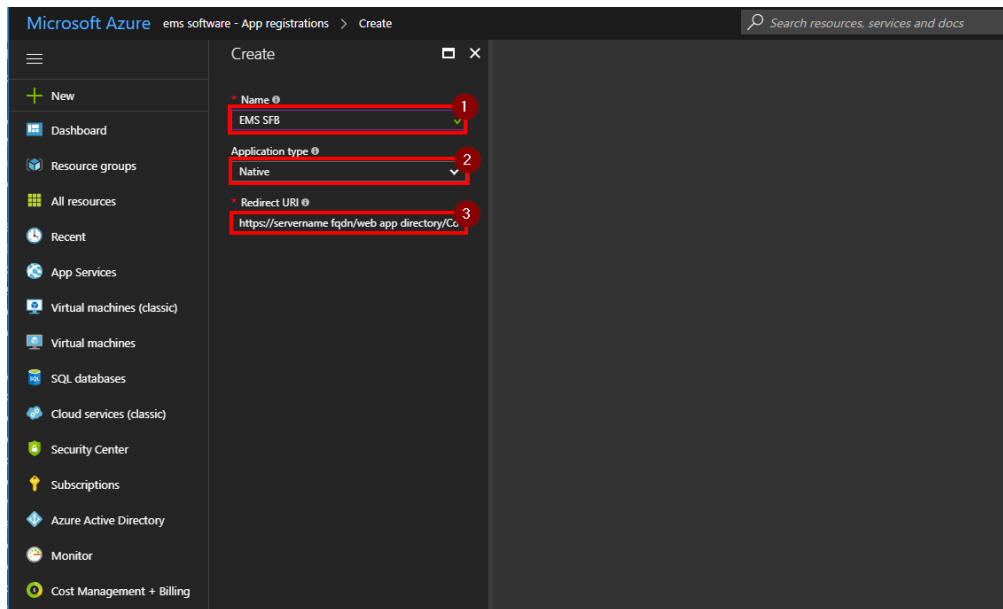 Microsoft Azure ems software - App registrations > Create
Search resources, services and docs
Create
New
Dashboard
Resource groups
All resources
Recent
App Services
Virtual machines (classic)
Virtual machines
SQL databases
Cloud services (classic)
Security Center
Subscriptions
Azure Active Directory
Monitor
Cost Management + Billing
* Name
1
EMS SFB
Application type
2
Native
* Redirect URI
3
https://servername fqdn/web app directory/Co
SQL